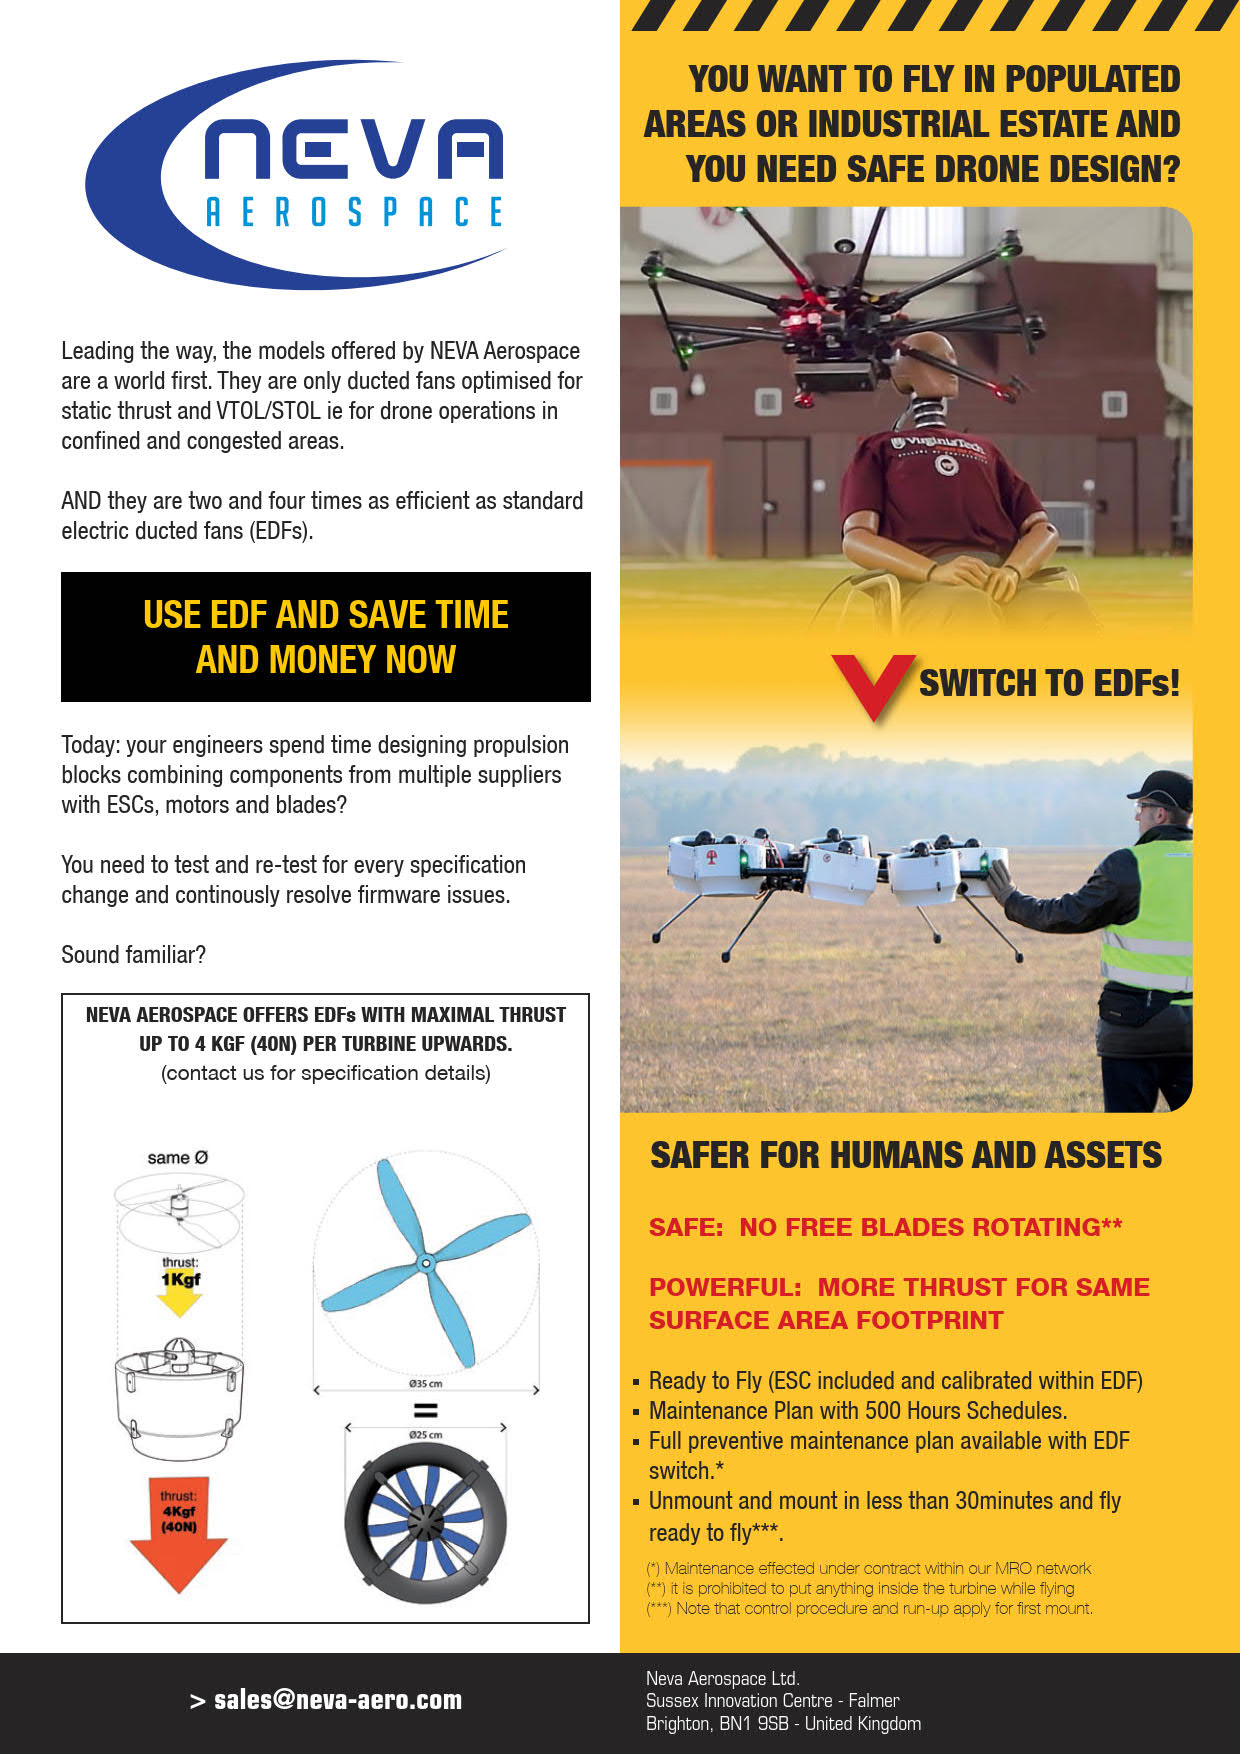 NEVA
AEROSPACE
Leading the way, the models offered by NEVA Aerospace
are a world first. They are only ducted fans optimised for
static thrust and VTOL/STOL ie for drone operations in
confined and congested areas.
AND they are two and four times as efficient as standard
electric ducted fans (EDFs).
USE EDF AND SAVE TIME
AND MONEY NOW
Today: your engineers spend time designing propulsion
blocks combining components from multiple suppliers
with ESCs, motors and blades?
You need to test and re-test for every specification
change and continously resolve firmware issues.
Sound familiar?
NEVA AEROSPACE OFFERS EDFs WITH MAXIMAL THRUST
UP TO 4 KGF (40N) PER TURBINE UPWARDS.
(contact us for specification details)
same Ø
thrust:
1Kgf
thrust:
4Kgf
(40N)
Ø35 cm
=
Ø25 cm
YOU WANT TO FLY IN POPULATED
AREAS OR INDUSTRIAL ESTATE AND
YOU NEED SAFE DRONE DESIGN?
VirginiaTech
SWITCH TO EDFs!
SAFER FOR HUMANS AND ASSETS
SAFE: NO FREE BLADES ROTATING**
POWERFUL: MORE THRUST FOR SAME
SURFACE AREA FOOTPRINT
▪ Ready to Fly (ESC included and calibrated within EDF)
▪ Maintenance Plan with 500 Hours Schedules.
▪ Full preventive maintenance plan available with EDF
switch.*
▪ Unmount and mount in less than 30minutes and fly
ready to fly***.
(*) Maintenance effected under contract within our MRO network
(**) it is prohibited to put anything inside the turbine while flying
(***) Note that control procedure and run-up apply for first mount.
> sales@neva-aero.com
Neva Aerospace Ltd.
Sussex Innovation Centre - Falmer
Brighton, BN1 9SB - United Kingdom